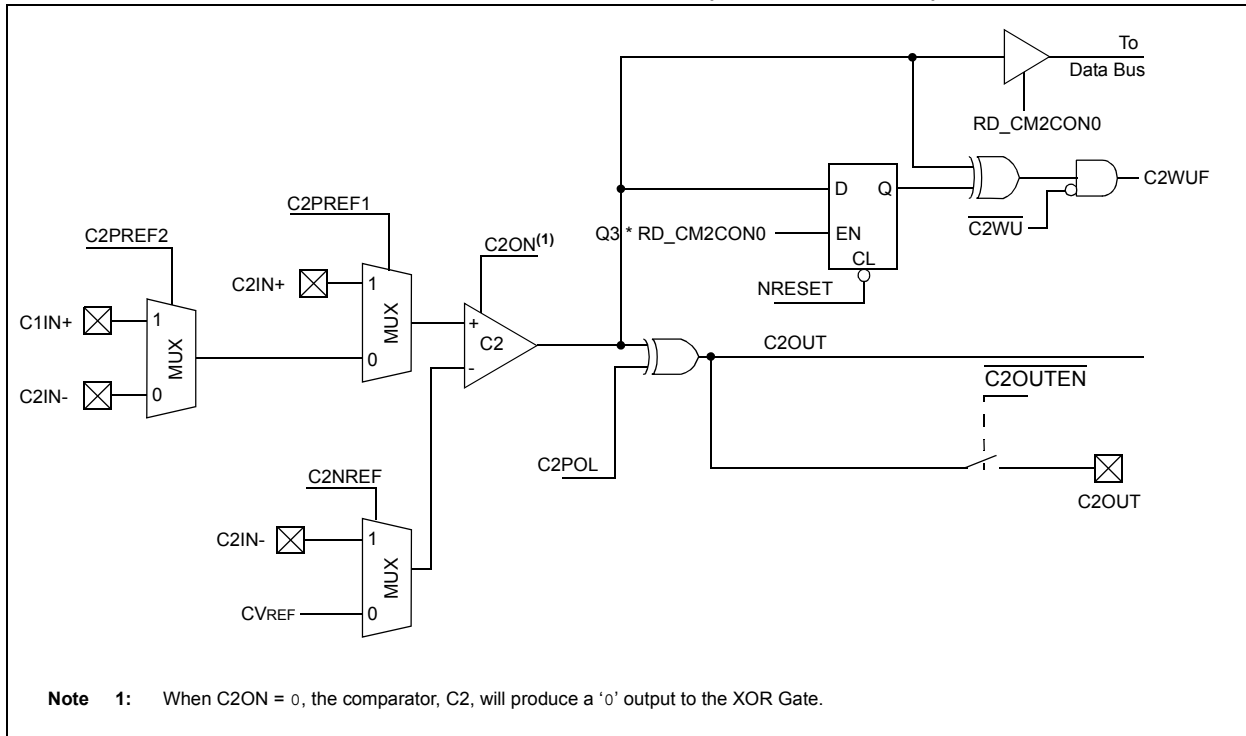 To
Data Bus
RD_CM2CON0
D Q
C2WUF
C2PREF1
C2WU
C2PREF2
C2ON(1)
Q3 * RD_CM2CON0
EN
CL
C2IN+
1
NRESET
C1IN+
1
MUX
+
C2
MUX
0
C2OUT
-
C2OUTEN
C2IN-
0
C2POL
C2NREF
C2OUT
C2IN-
1
MUX
CVREF
0
Note 1: When C2ON = 0, the comparator, C2, will produce a ‘0’ output to the XOR Gate.